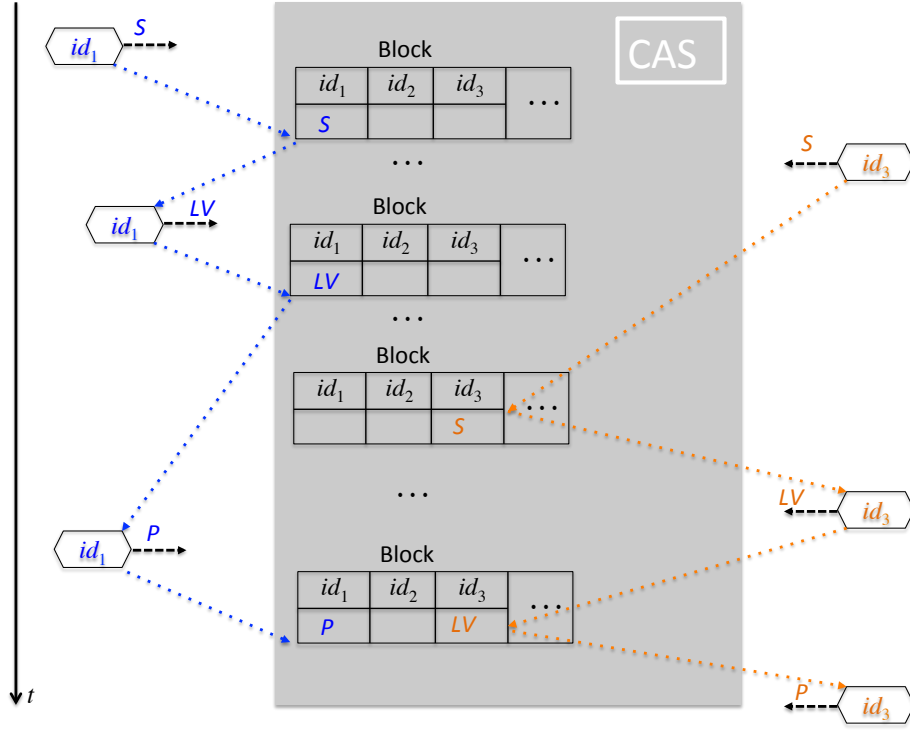 S
id1
Block
CAS
id1 id2 id3
...
S
...
S
id3
LV
id1
Block
id1 id2 id3
...
LV
...
Block
id1 id2 id3
...
S
...
LV
id3
P
id1
Block
id1 id2 id3
...
P LV
P
id3
t